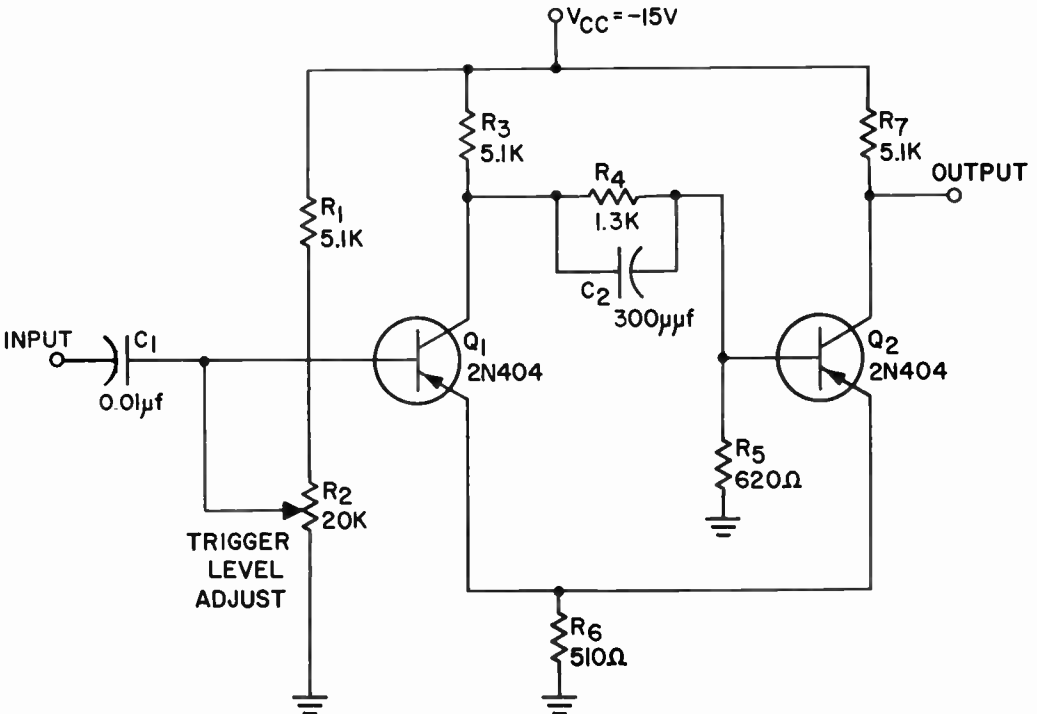 VCC = -15V
R3
5.1K
R7
5.1K
OUTPUT
R4
1.3K
R1
5.1K
C2
300µµf
INPUT
C1
0.01µf
Q1
2N404
Q2
2N404
R5
620Ω
R2
20K
TRIGGER
LEVEL
ADJUST
R6
510Ω